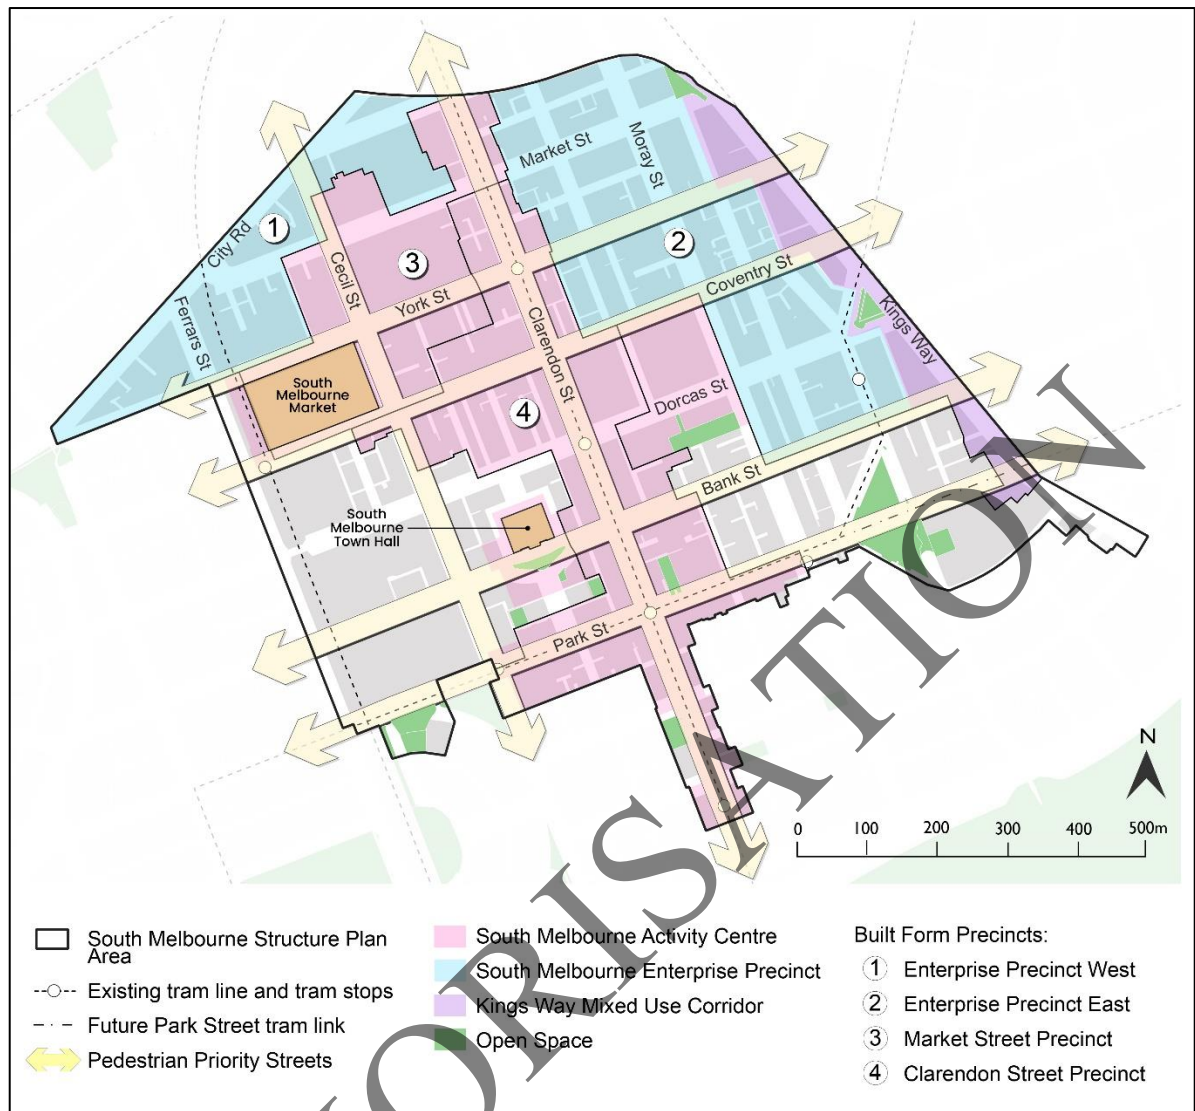 Market St
Moray St
1
2
City Rd
3
Cecil St
Coventry St
York St
Ferrars St
Clarendon St
Kings Way
South
Melbourne
Market
Dorcas St
4
Bank St
South
Melbourne
Town Hall
Park St
N
0 100 200 300 400 500m
ORISATION
South Melbourne Structure Plan
Area
Existing tram line and tram stops
Future Park Street tram link
Pedestrian Priority Streets
South Melbourne Activity Centre
South Melbourne Enterprise Precinct
Kings Way Mixed Use Corridor
Open Space
Built Form Precincts:
1 Enterprise Precinct West
2 Enterprise Precinct East
3 Market Street Precinct
4 Clarendon Street Precinct